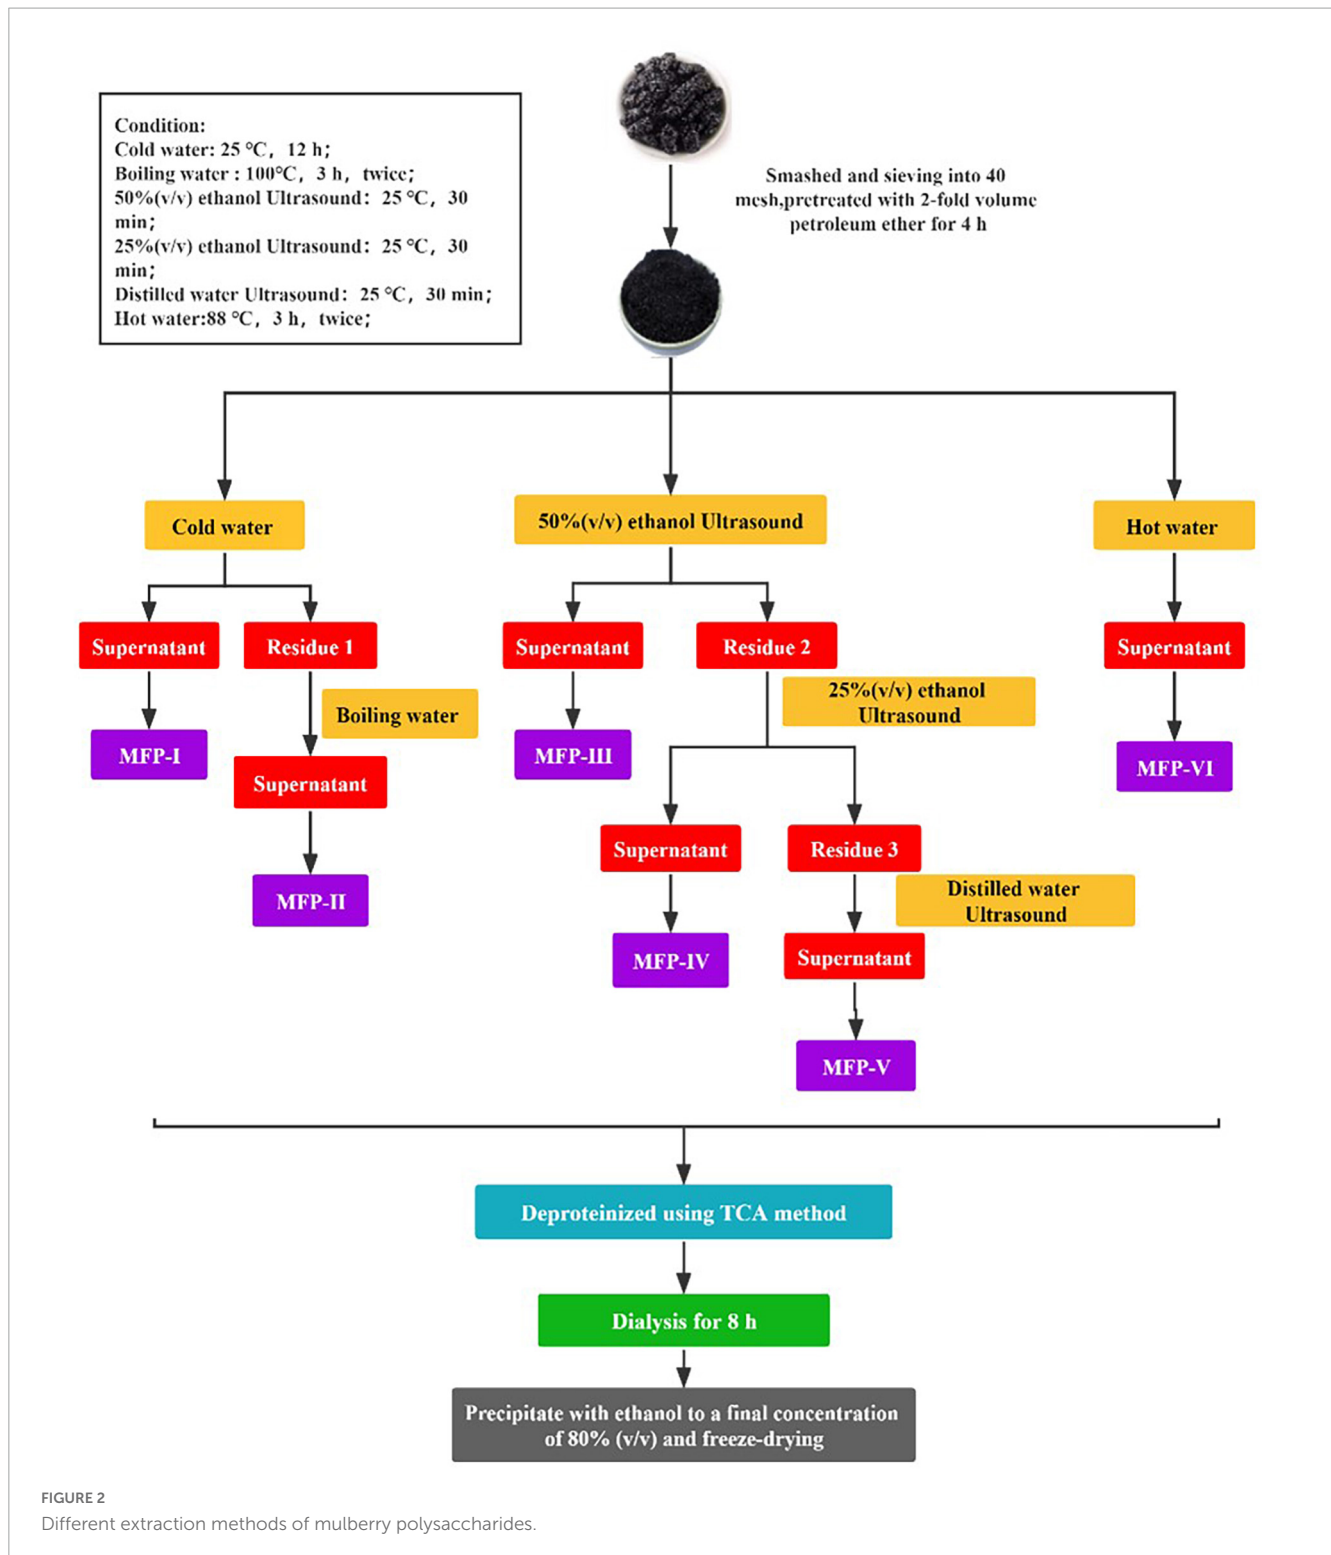 Condition:
Cold water: 25 ℃， 12 h；
Boiling water : 100℃， 3 h， twice；
50%(v/v) ethanol Ultrasound： 25 ℃， 30
min；
25%(v/v) ethanol Ultrasound： 25 ℃， 30
min；
Distilled water Ultrasound： 25 ℃， 30 min；
Hot water:88 ℃， 3 h， twice；
Smashed and sieving into 40
mesh,pretreated with 2-fold volume
petroleum ether for 4 h
Cold water
50%(v/v) ethanol Ultrasound
Hot water
Supernatant
Residue 1
Supernatant
Residue 2
Supernatant
Boiling water
25%(v/v) ethanol
Ultrasound
MFP-I
MFP-III
MFP-VI
Supernatant
Supernatant
Residue 3
MFP-II
Distilled water
Ultrasound
MFP-IV
Supernatant
MFP-V
Deproteinized using TCA method
Dialysis for 8 h
Precipitate with ethanol to a final concentration
of 80% (v/v) and freeze-drying
FIGURE 2
Different extraction methods of mulberry polysaccharides.